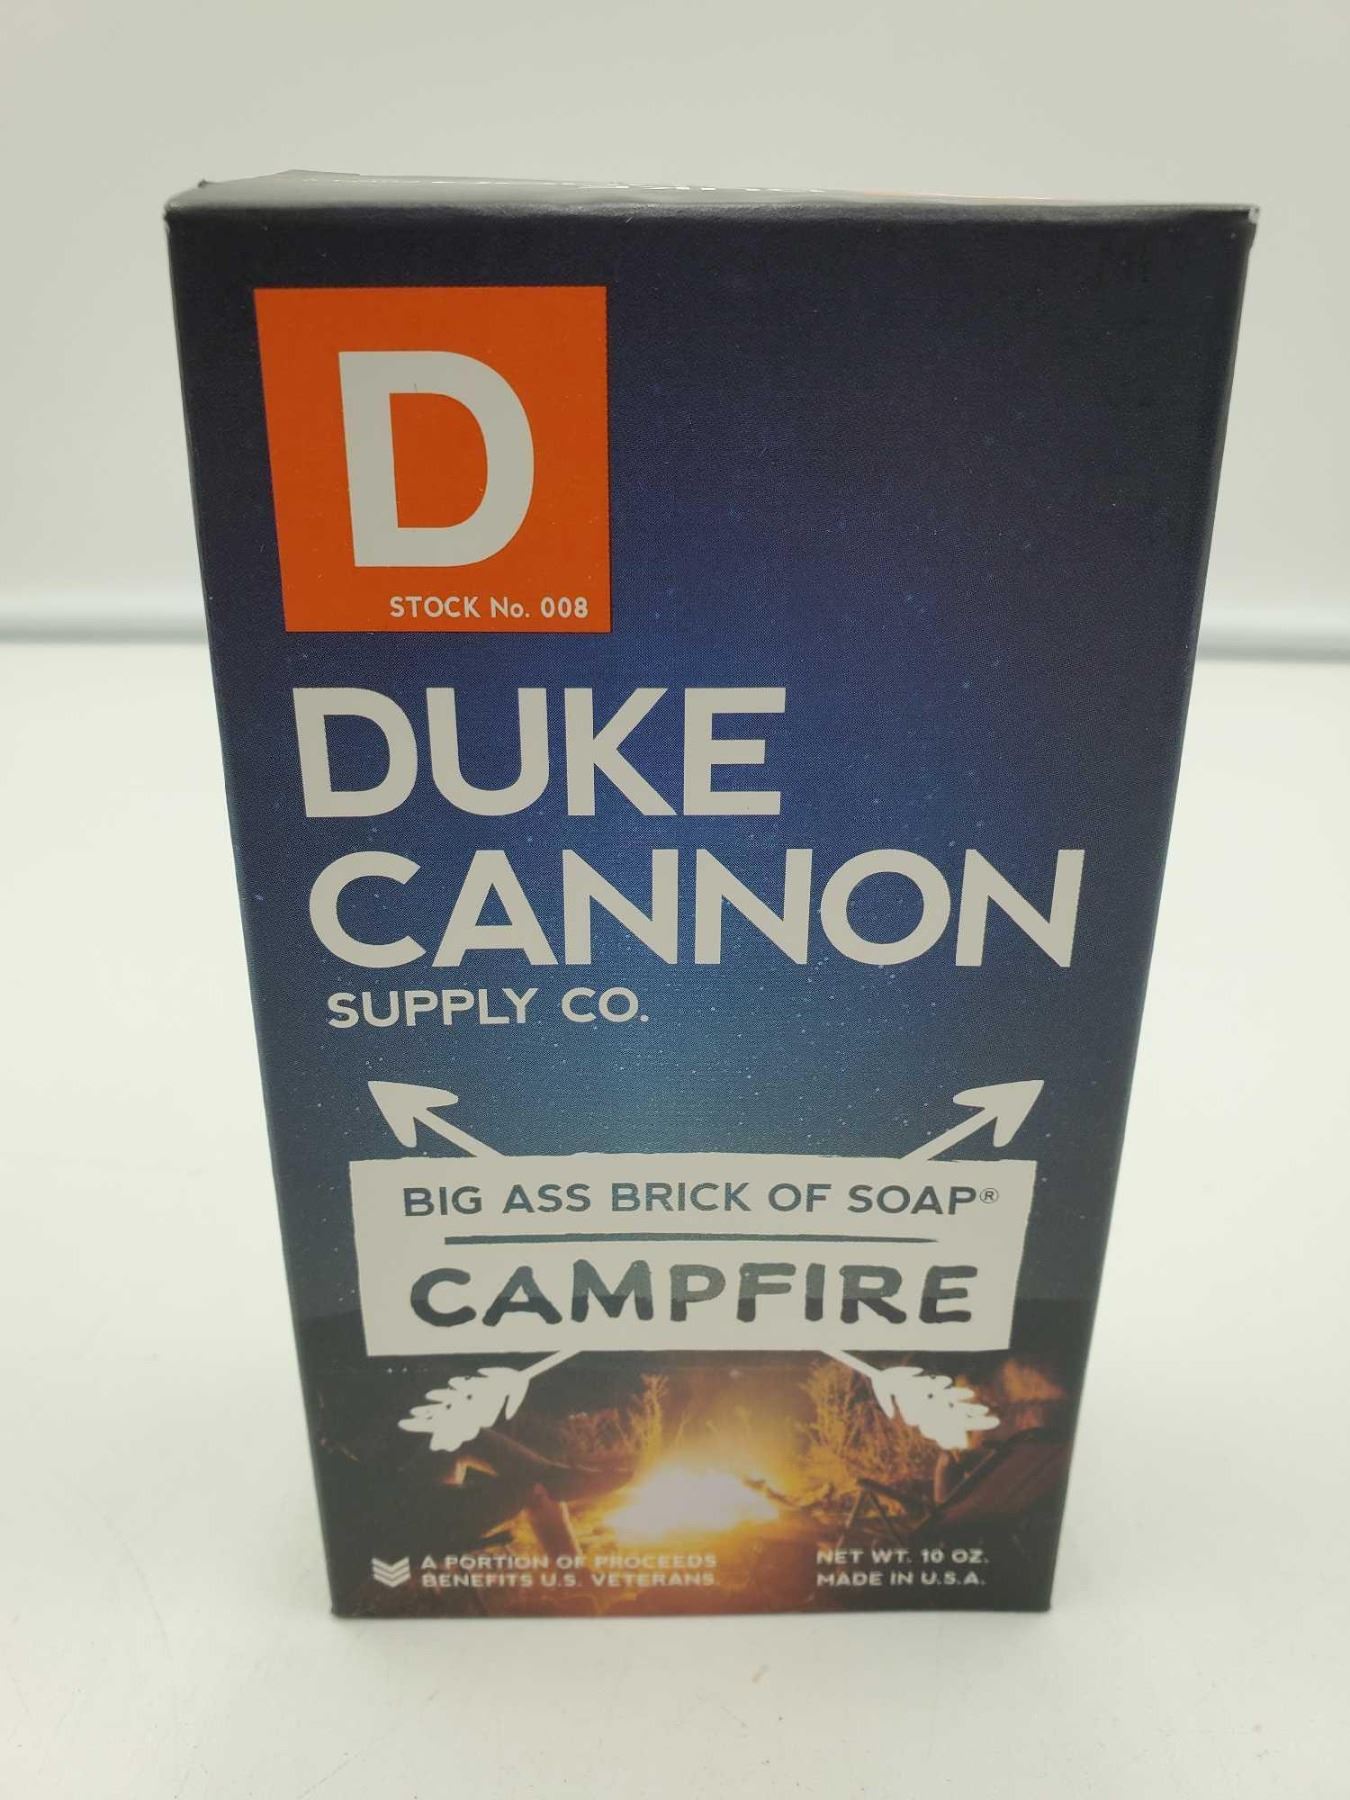 D
STOCK No. 008
DUKE
CANNON
SUPPLY CO.
BIG ASS BRICK OF SOAP®
CAMPFIRE
A PORTION OF PROCEEDS
BENEFITS U.S. VETERANS.
NET WT. 10 OZ.
MADE IN U.S.A.